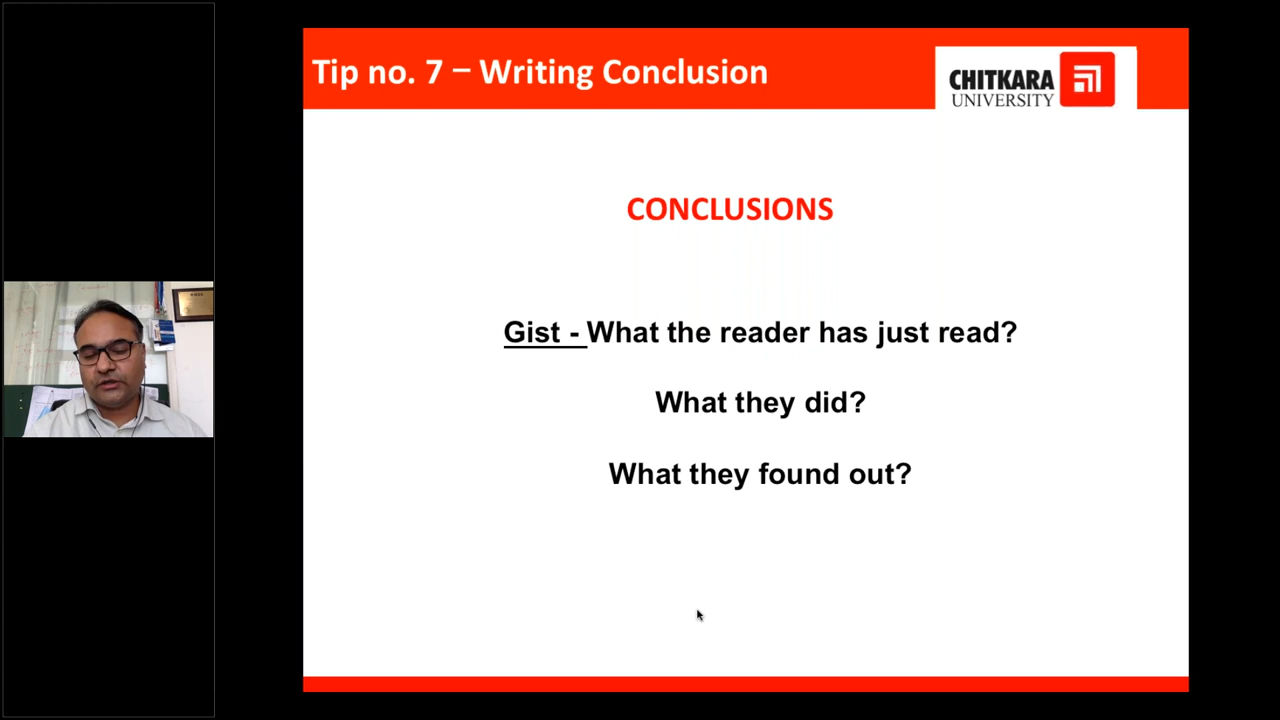 Tip no. 7 – Writing Conclusion
CHITKARA
UNIVERSITY
CONCLUSIONS
Gist - What the reader has just read?
What they did?
What they found out?